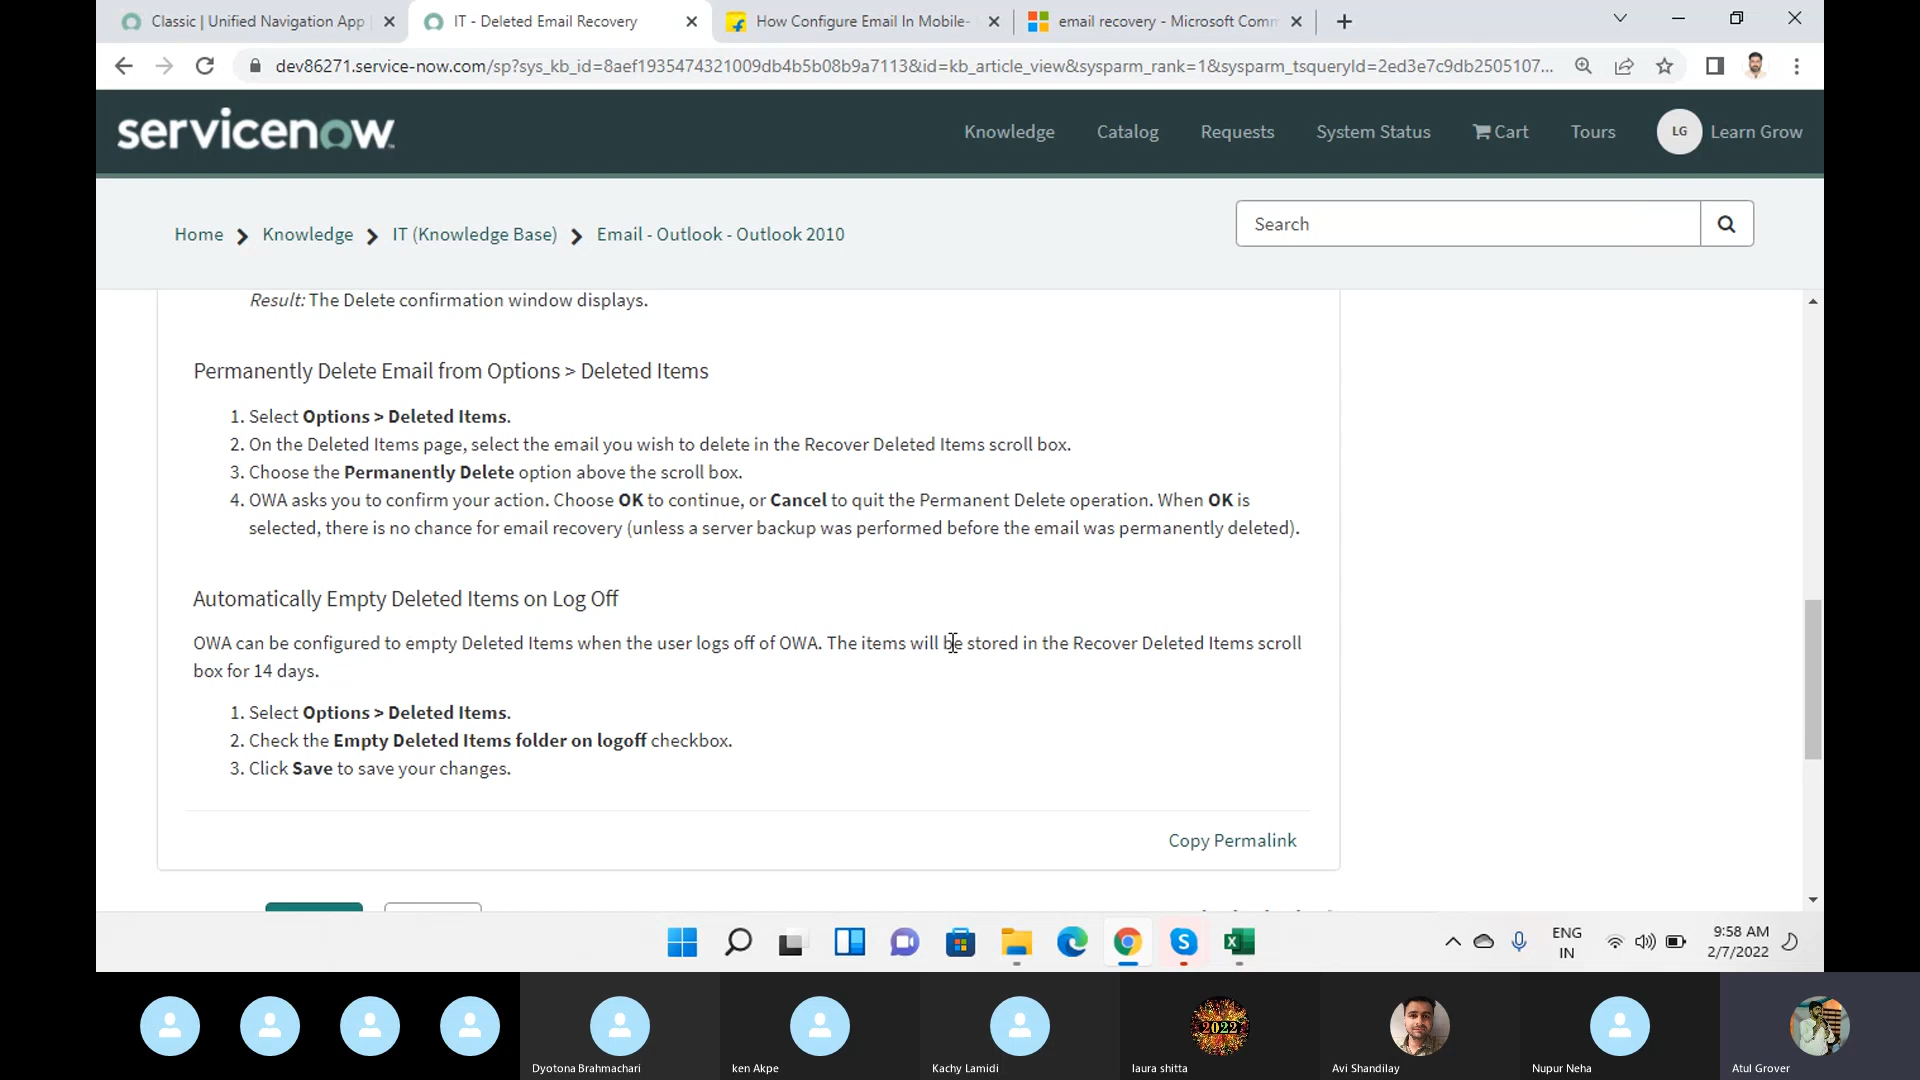 Classic | Unified Navigation App
IT - Deleted Email Recovery
How Configure Email In Mobile-
email recovery - Microsoft Comm
dev86271.service-now.com/sp?sys_kb_id=8aef1935474321009db4b5b08b9a7113&id=kb_article_view&sysparm_rank=1&sysparm_tsqueryId=2ed3e7c9db2505107...
servicenow
Knowledge
Catalog
Requests
System Status
Cart
Tours
LG
Learn Grow
Home
Knowledge
IT (Knowledge Base)
Email - Outlook - Outlook 2010
Search
Result: The Delete confirmation window displays.
Permanently Delete Email from Options > Deleted Items
1. Select Options > Deleted Items.
2. On the Deleted Items page, select the email you wish to delete in the Recover Deleted Items scroll box.
3. Choose the Permanently Delete option above the scroll box.
4. OWA asks you to confirm your action. Choose OK to continue, or Cancel to quit the Permanent Delete operation. When OK is
selected, there is no chance for email recovery (unless a server backup was performed before the email was permanently deleted).
Automatically Empty Deleted Items on Log Off
OWA can be configured to empty Deleted Items when the user logs off of OWA. The items will be stored in the Recover Deleted Items scroll
box for 14 days.
1. Select Options > Deleted Items.
2. Check the Empty Deleted Items folder on logoff checkbox.
3. Click Save to save your changes.
Copy Permalink
ENG
IN
9:58 AM
2/7/2022
2022
Dyotona Brahmachari
ken Akpe
Kachy Lamidi
laura shitta
Avi Shandilay
Nupur Neha
Atul Grover